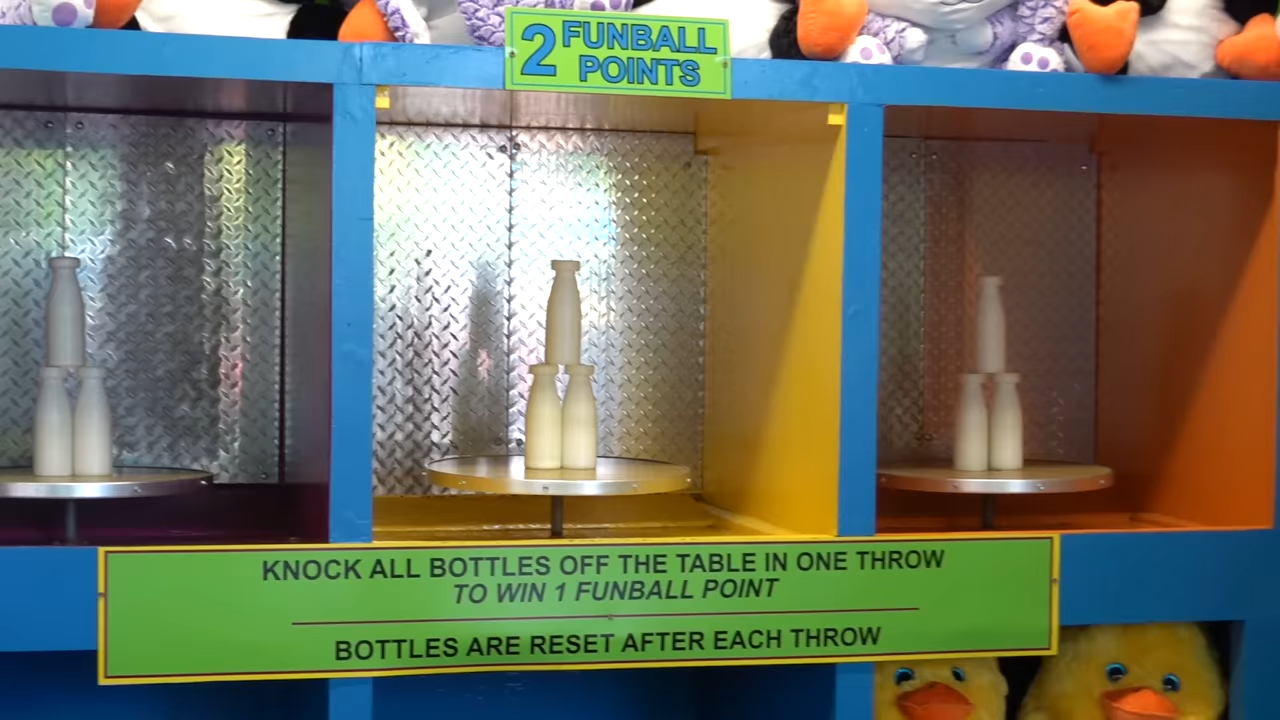 2 FUNBALL
POINTS
KNOCK ALL BOTTLES OFF THE TABLE IN ONE THROW
TO WIN 1 FUNBALL POINT
BOTTLES ARE RESET AFTER EACH THROW